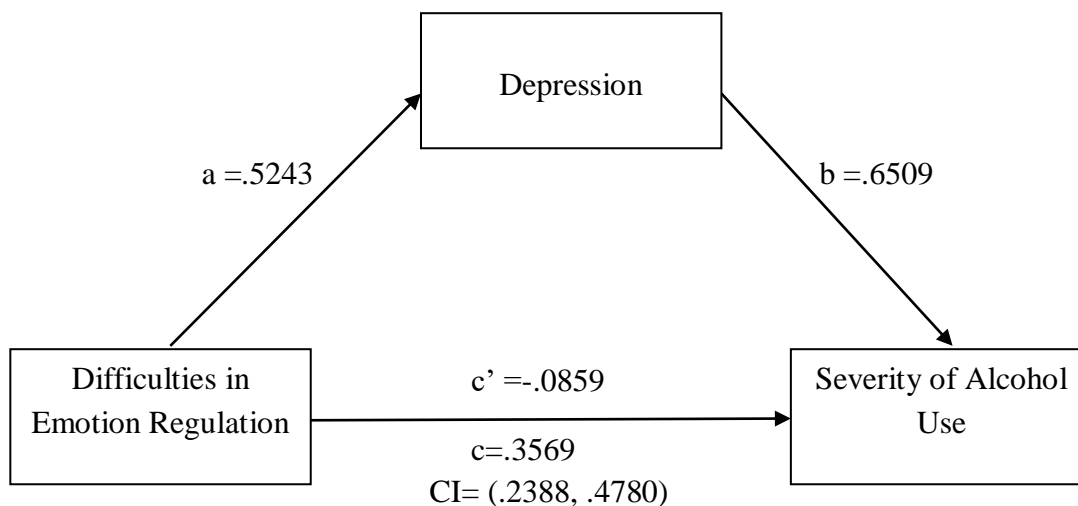 Depression
a =.5243
b =.6509
Difficulties in
Emotion Regulation
c’ =-.0859
c=.3569
CI= (.2388, .4780)
Severity of Alcohol
Use